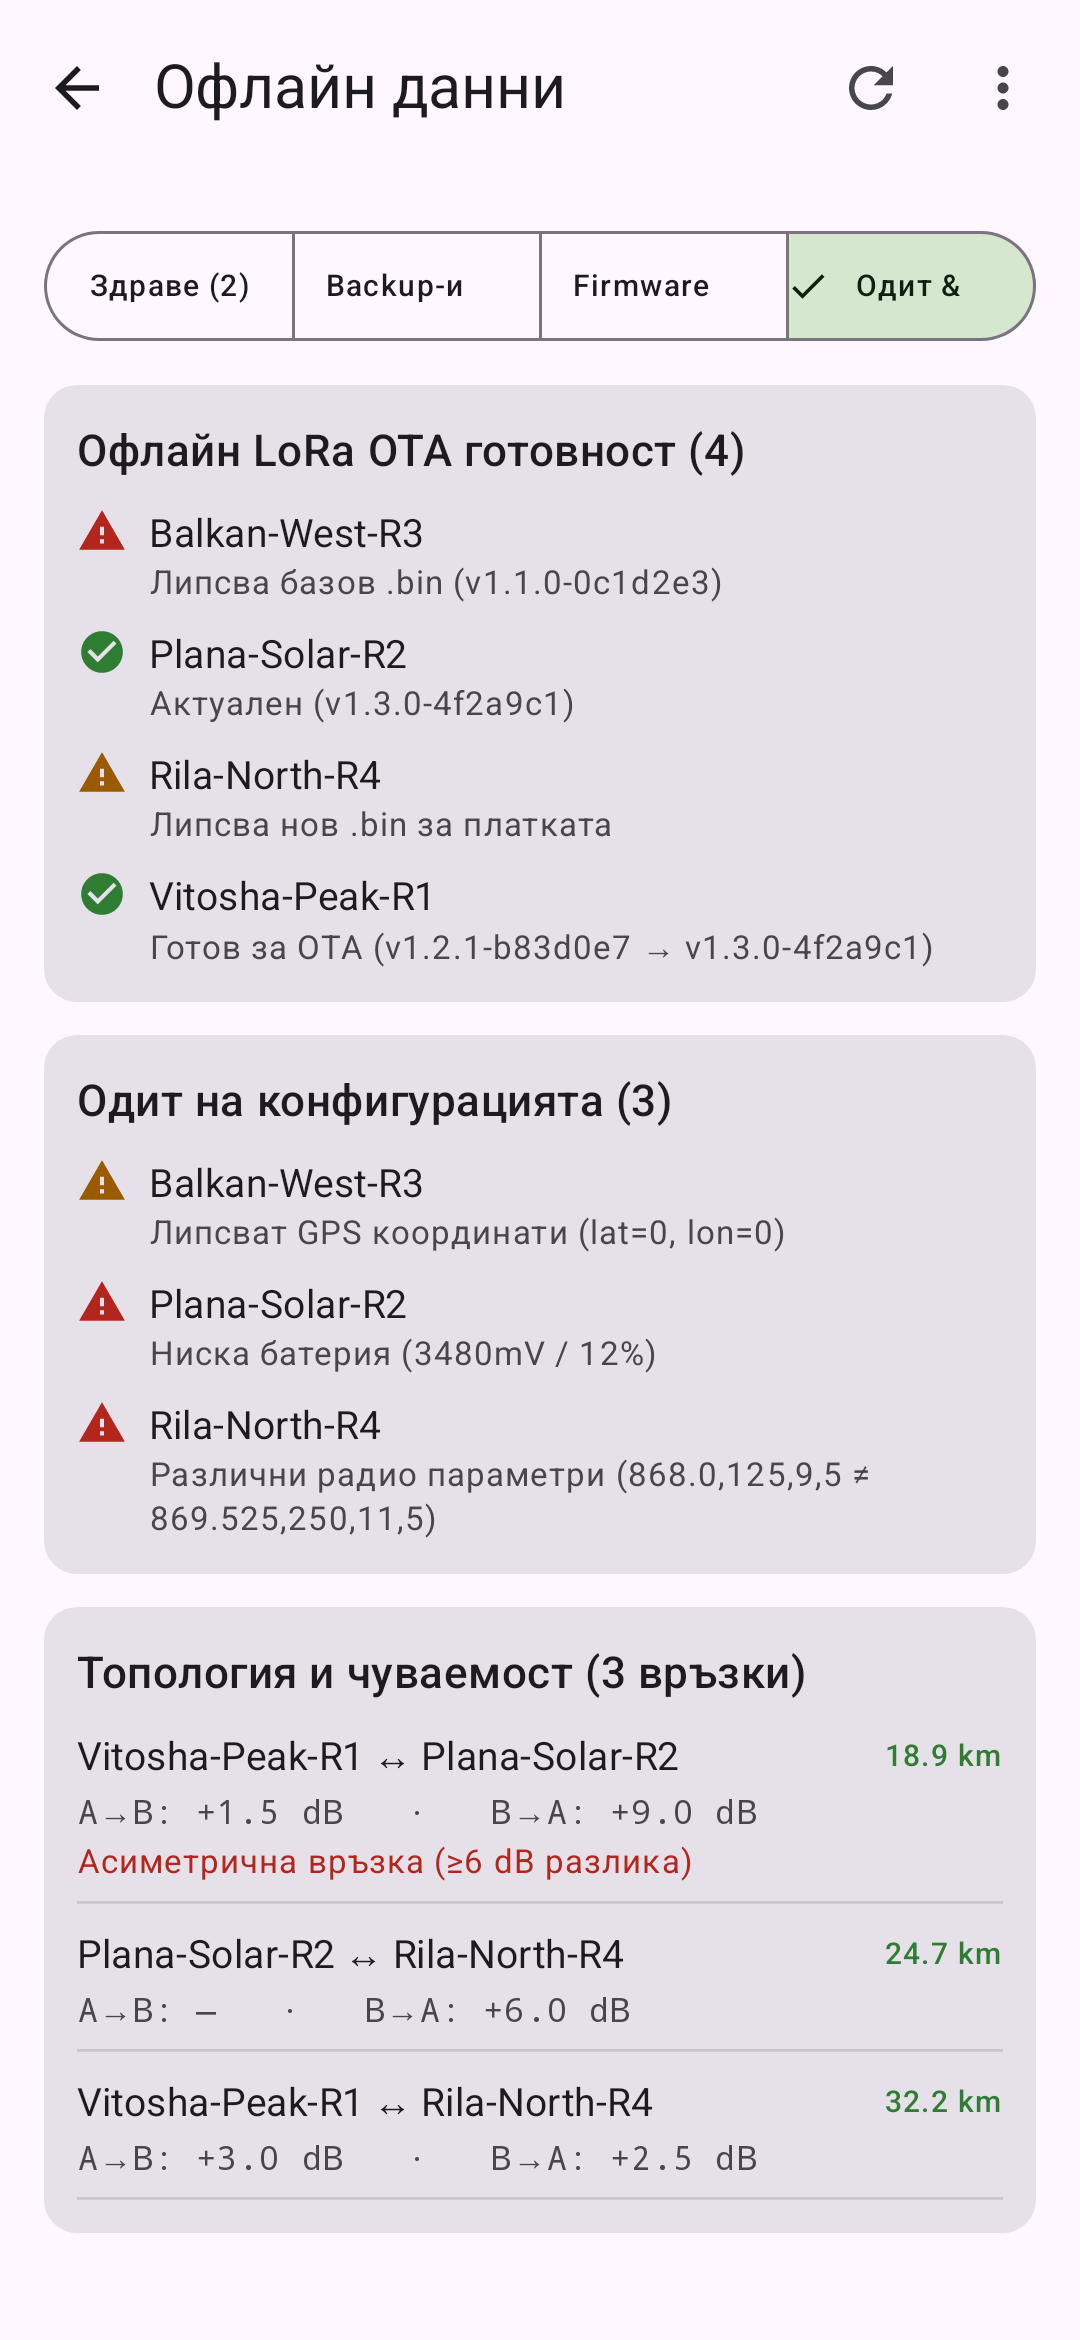 Офлайн данни
Здраве (2)
Backup-и
Firmware
Одит &
Офлайн LoRa OTA готовност (4)
Balkan-West-R3
Липсва базов .bin (v1.1.0-0c1d2e3)
Plana-Solar-R2
Актуален (v1.3.0-4f2a9c1)
Rila-North-R4
Липсва нов .bin за платката
Vitosha-Peak-R1
Готов за OTA (v1.2.1-b83d0e7 → v1.3.0-4f2a9c1)
Одит на конфигурацията (3)
Balkan-West-R3
Липсват GPS координати (lat=0, lon=0)
Plana-Solar-R2
Ниска батерия (3480mV / 12%)
Rila-North-R4
Различни радио параметри (868.0,125,9,5 ≠
869.525,250,11,5)
Топология и чуваемост (3 връзки)
Vitosha-Peak-R1 ↔ Plana-Solar-R2 18.9 km
A→B: +1.5 dB · B→A: +9.0 dB
Асиметрична връзка (≥6 dB разлика)
Plana-Solar-R2 ↔ Rila-North-R4 24.7 km
A→B: — · B→A: +6.0 dB
Vitosha-Peak-R1 ↔ Rila-North-R4 32.2 km
A→B: +3.0 dB · B→A: +2.5 dB